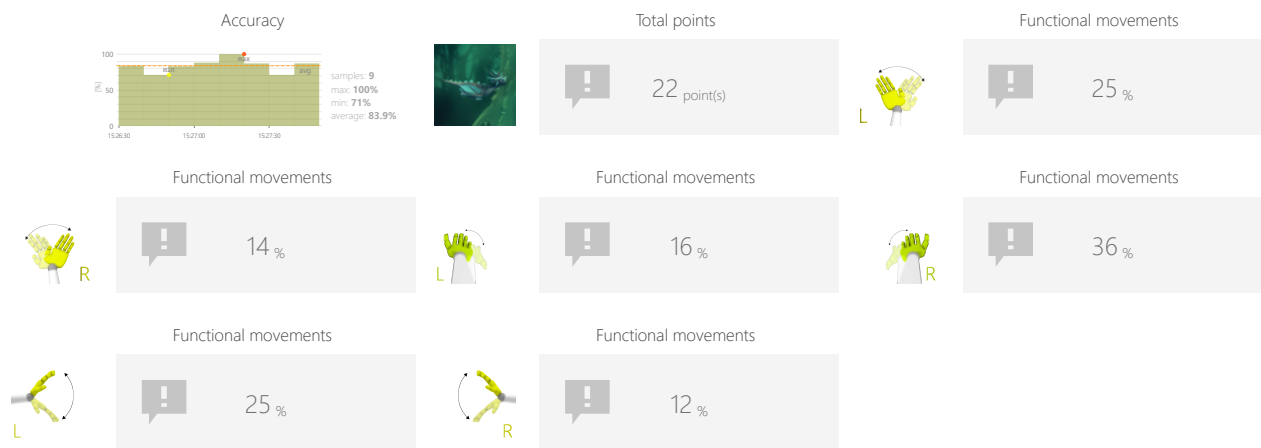 Accuracy
Total points
Functional movements
100
50
0
[%]
min
max
avg
15:26:30
15:27:00
15:27:30
samples: 9
max: 100%
min: 71%
average: 83.9%
22 point(s)
L
25 %
Functional movements
Functional movements
Functional movements
R
14 %
L
16 %
R
36 %
Functional movements
Functional movements
L
25 %
R
12 %